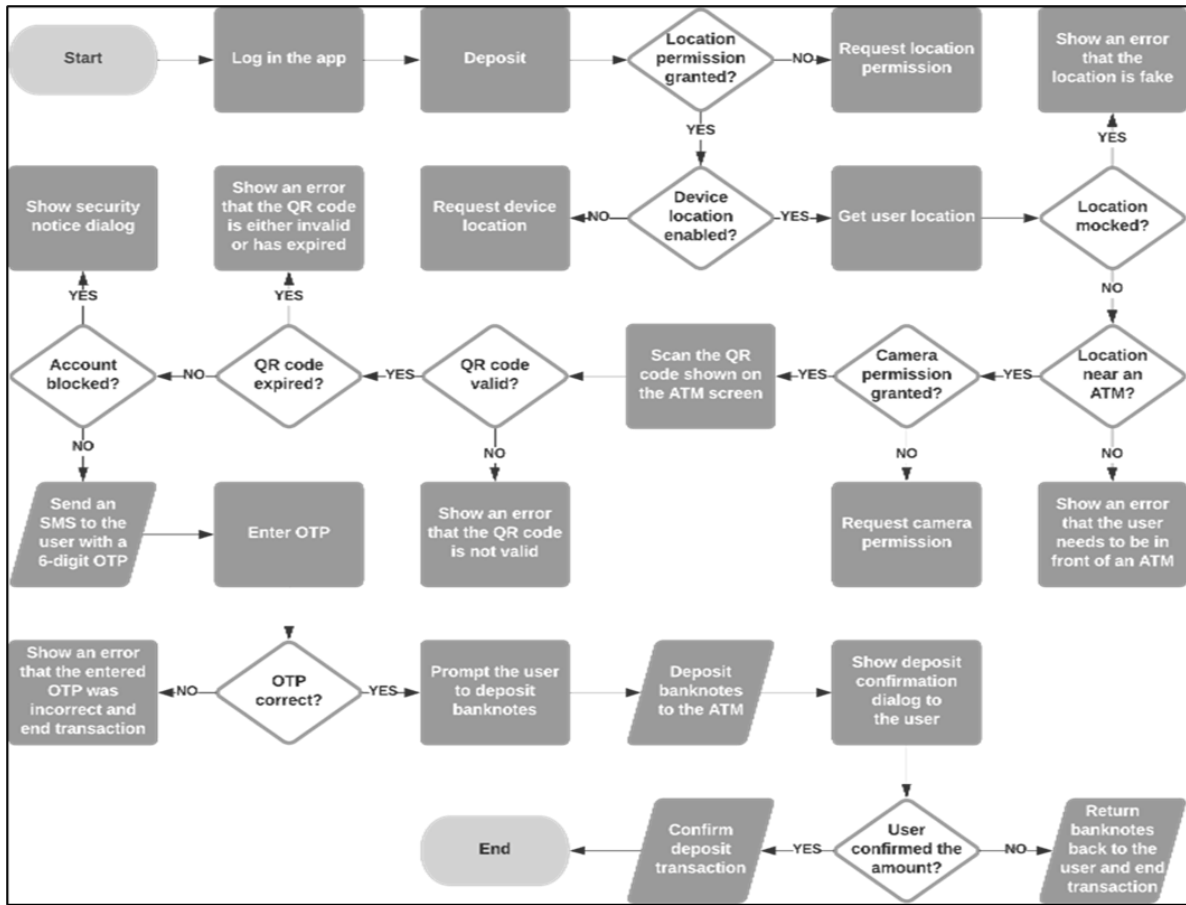 Start
Log in the app
Deposit
Location
permission
granted?
NO
Request location
permission
Show an error
that the
location is fake
YES
YES
Show security
notice dialog
Show an error
that the QR code
is either invalid
or has expired
Request device
location
NO
Device
location
enabled?
YES
Get user location
Location
mocked?
YES
YES
NO
Account
blocked?
NO
QR code
expired?
YES
QR code
valid?
Scan the QR
code shown on
the ATM screen
YES
Camera
permission
granted?
YES
Location
near an
ATM?
NO
NO
NO
NO
Send an
SMS to the
user with a
6-digit OTP
Enter OTP
Show an error
that the QR code
is not valid
Request camera
permission
Show an error
that the user
needs to be in
front of an ATM
Show an error
that the entered
OTP was
incorrect and
end transaction
NO
OTP
correct?
YES
Prompt the user
to deposit
banknotes
Deposit
banknotes
to the ATM
Show deposit
confirmation
dialog to
the user
End
Confirm
deposit
transaction
YES
User
confirmed the
amount?
NO
Return
banknotes
back to the
user and end
transaction